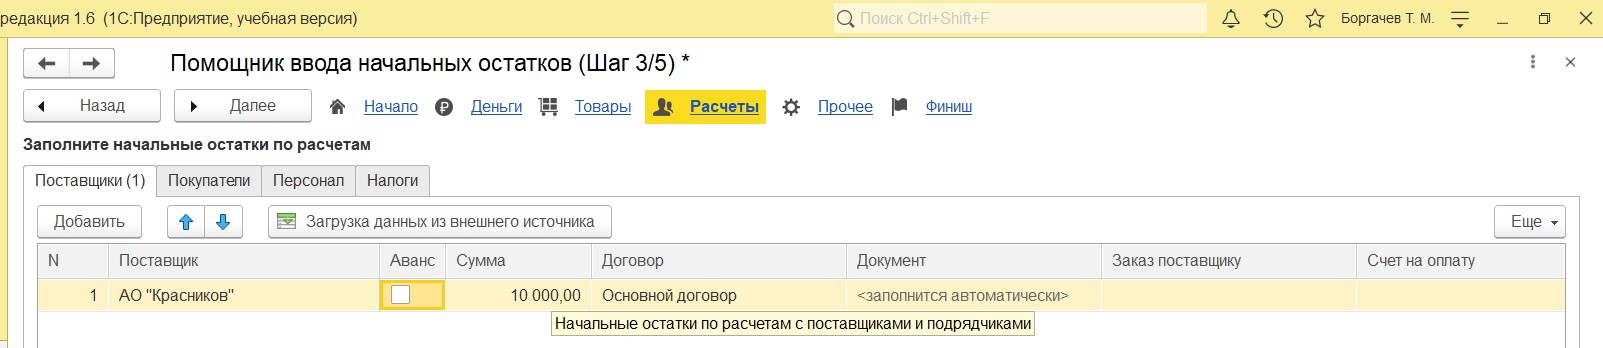 редакция 1.6 (1С:Предприятие, учебная версия)
Поиск Ctrl+Shift+F
Боргачев Т. М.
Помощник ввода начальных остатков (Шаг 3/5) *
Назад Далее Начало Деньги Товары Расчеты Прочее Финиш
Заполните начальные остатки по расчетам
Поставщики (1) Покупатели Персонал Налоги
Добавить Загрузка данных из внешнего источника Еще
N Поставщик Аванс Сумма Договор Документ Заказ поставщику Счет на оплату
1 АО "Красников" 10 000,00 Основной договор <заполнится автоматически>
Начальные остатки по расчетам с поставщиками и подрядчиками